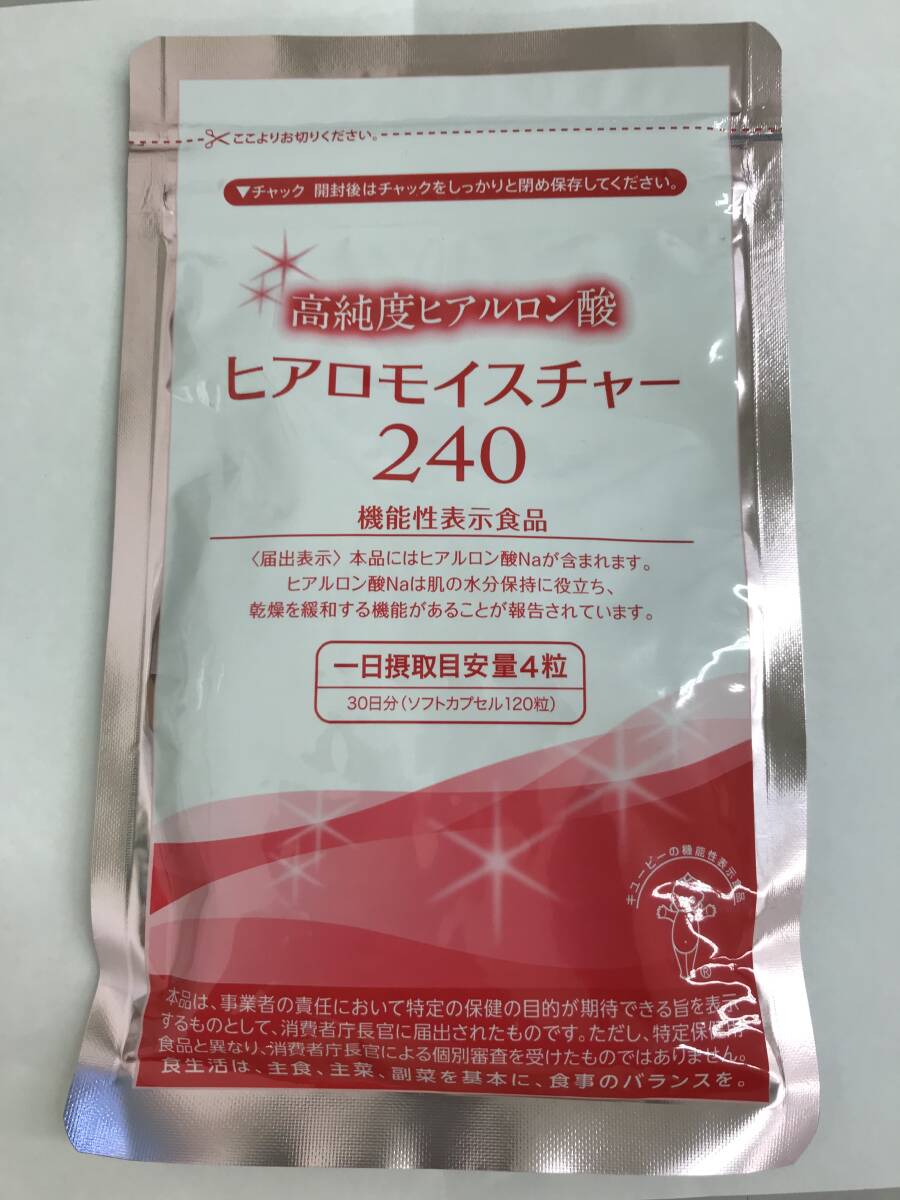 ここよりお切りください。
▼チャック 開封後はチャックをしっかりと閉め保存してください。
高純度ヒアルロン酸
ヒアロモイスチャー
240
機能性表示食品
〈届出表示〉本品にはヒアルロン酸Naが含まれます。
ヒアルロン酸Naは肌の水分保持に役立ち、
乾燥を緩和する機能があることが報告されています。
一日摂取目安量4粒
30日分(ソフトカプセル120粒)
キユーピーの機能性表示食品
®
本品は、事業者の責任において特定の保健の目的が期待できる旨を表示
するものとして、消費者庁長官に届出されたものです。ただし、特定保健用
食品と異なり、消費者庁長官による個別審査を受けたものではありません。
食生活は、主食、主菜、副菜を基本に、食事のバランスを。